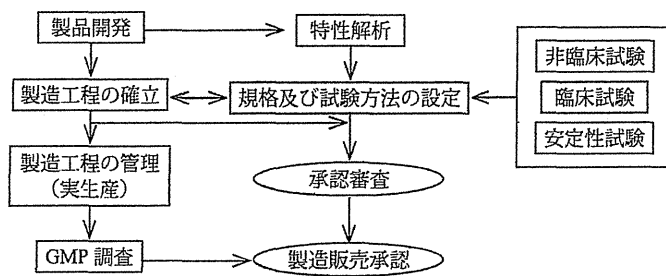 製品開発
特性解析
非臨床試験
製造工程の確立
規格及び試験方法の設定
臨床試験
安定性試験
製造工程の管理
（実生産）
承認審査
GMP 調査
製造販売承認